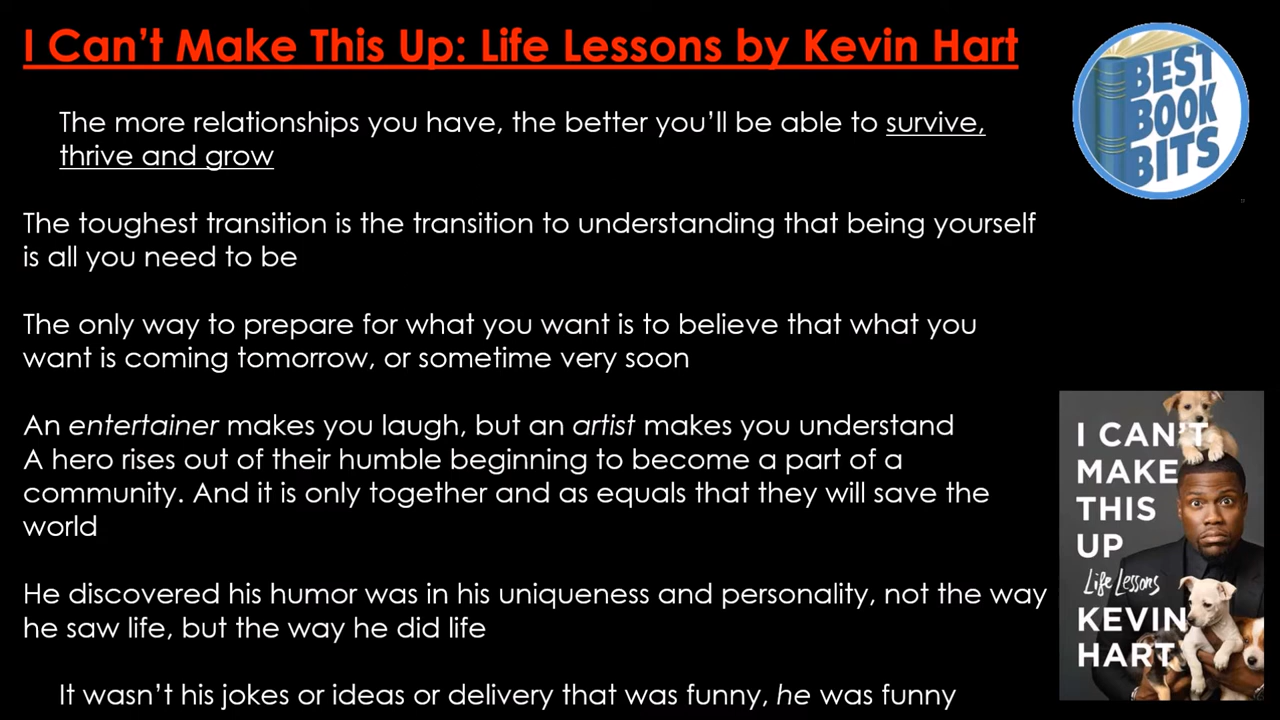 I Can't Make This Up: Life Lessons by Kevin Hart
The more relationships you have, the better you'll be able to survive,
thrive and grow
The toughest transition is the transition to understanding that being yourself
is all you need to be
The only way to prepare for what you want is to believe that what you
want is coming tomorrow, or sometime very soon
An entertainer makes you laugh, but an artist makes you understand
A hero rises out of their humble beginning to become a part of a
community. And it is only together and as equals that they will save the
world
He discovered his humor was in his uniqueness and personality, not the way
he saw life, but the way he did life
It wasn't his jokes or ideas or delivery that was funny, he was funny
BEST
BOOK
BITS
I CAN'T
MAKE
THIS
UP
Life Lessons
KEVIN
HART